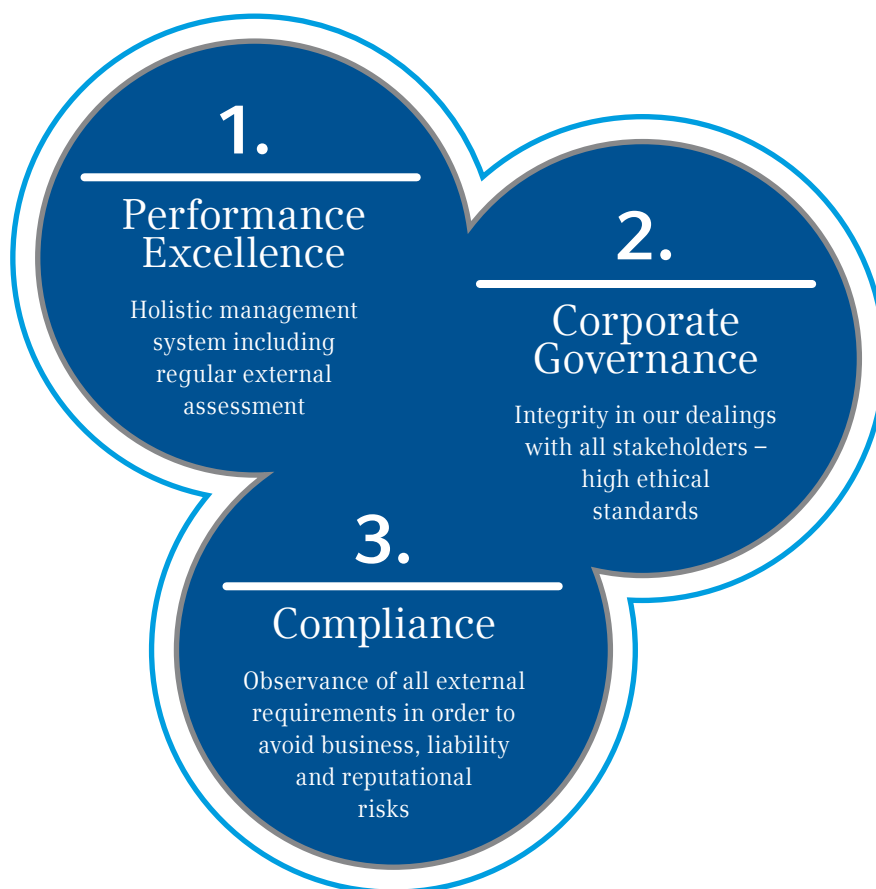 1.
Performance
Excellence
Holistic management
system including
regular external
assessment
2.
Corporate
Governance
Integrity in our dealings
with all stakeholders –
high ethical
standards
3.
Compliance
Observance of all external
requirements in order to
avoid business, liability
and reputational
risks